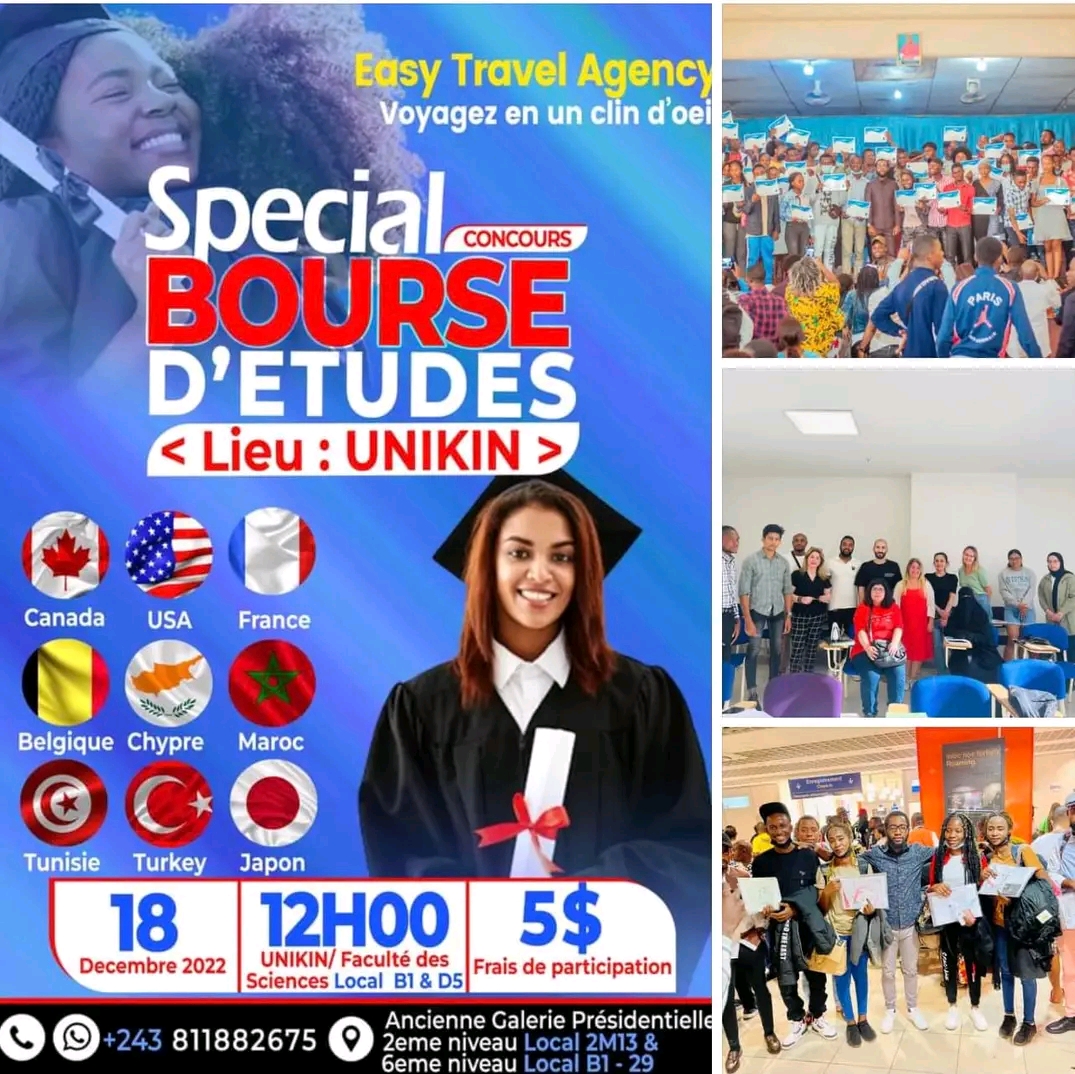 Easy Travel Agency
Voyagez en un clin d'oei
Special
CONCOURS
BOURSE
D'ETUDES
< Lieu : UNIKIN >
Canada
USA
France
Belgique
Chypre
Maroc
Tunisie
Turkey
Japon
18
Decembre 2022
12H00
UNIKIN/ Faculté des
Sciences Local B1 & D5
5$
Frais de participation
+243 811882675
Ancienne Galerie Présidentielle
2eme niveau Local 2M13 &
6eme niveau Local B1 - 29
PARIS
Enregistrement
Roaming.